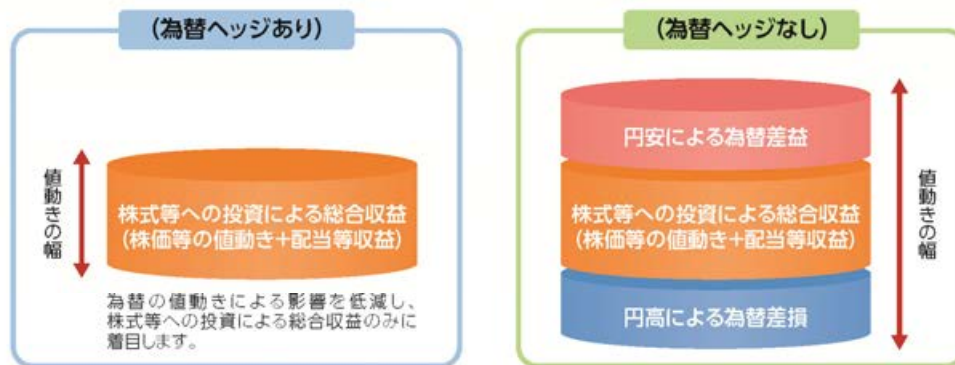 (為替ヘッジあり)
値動きの幅
株式等への投資による総合収益
(株価等の値動き+配当等収益)
為替の値動きによる影響を低減し、
株式等への投資による総合収益のみに
着目します。
(為替ヘッジなし)
円安による為替差益
株式等への投資による総合収益
(株価等の値動き+配当等収益)
円高による為替差損
値動きの幅